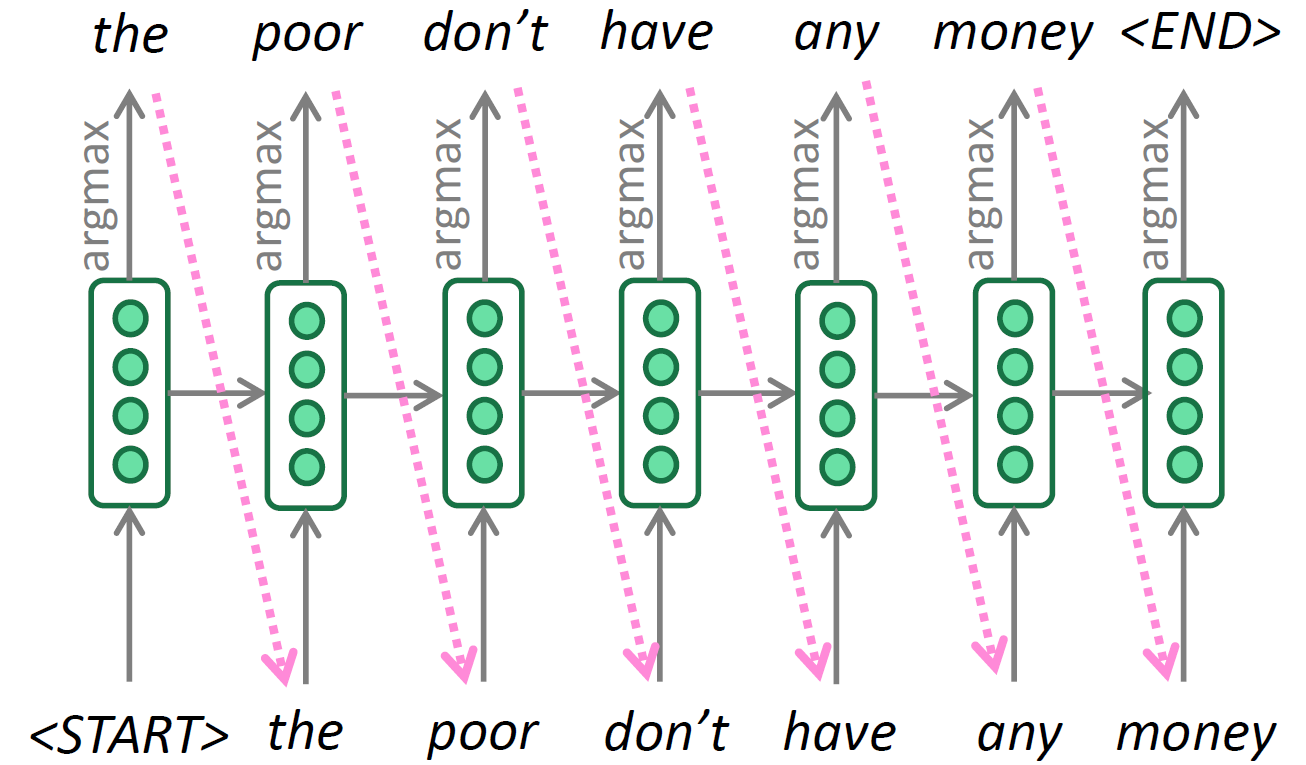 the poor don’t have any money <END>
argmax argmax argmax argmax argmax argmax argmax
<START> the poor don’t have any money